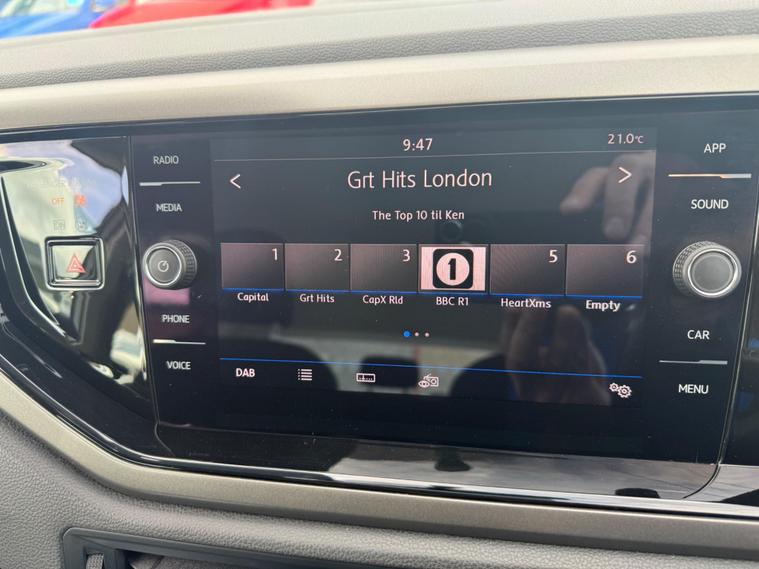 9:47
21.0°C
RADIO
MEDIA
PHONE
VOICE
OFF
< Grt Hits London >
The Top 10 til Ken
1 2 3 1 5 6
Capital Grt Hits CapX Rld BBC R1 HeartXms Empty
DAB
APP
SOUND
CAR
MENU